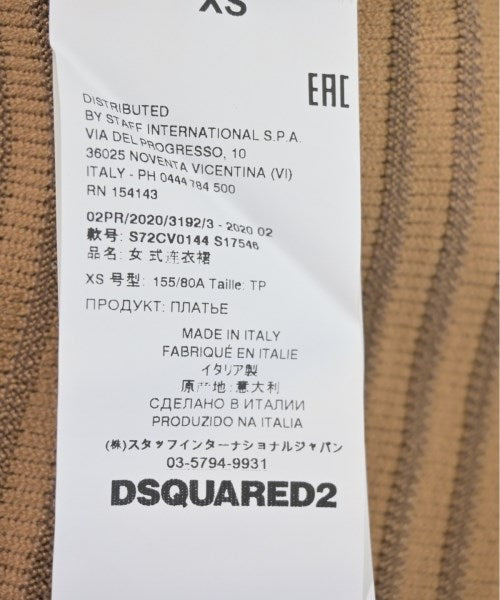 XS
EAC
DISTRIBUTED
BY STAFF INTERNATIONAL S.P.A.
VIA DEL PROGRESSO, 10
36025 NOVENTA VICENTINA (VI)
ITALY - PH 0444 784 500
RN 154143
02PR/2020/3192/3 - 2020 02
款号: S72CV0144 S17546
品名: 女 式连衣裙
XS 号型: 155/80A Taille: TP
ПРОДУКТ: ПЛАТЬЕ
MADE IN ITALY
FABRIQUÉ EN ITALIE
イタリア製
原产地:意大利
СДЕЛАНО В ИТАЛИИ
PRODUZIDO NA ITALIA
(株)スタッフインターナショナルジャパン
03-5794-9931
DSQUARED2